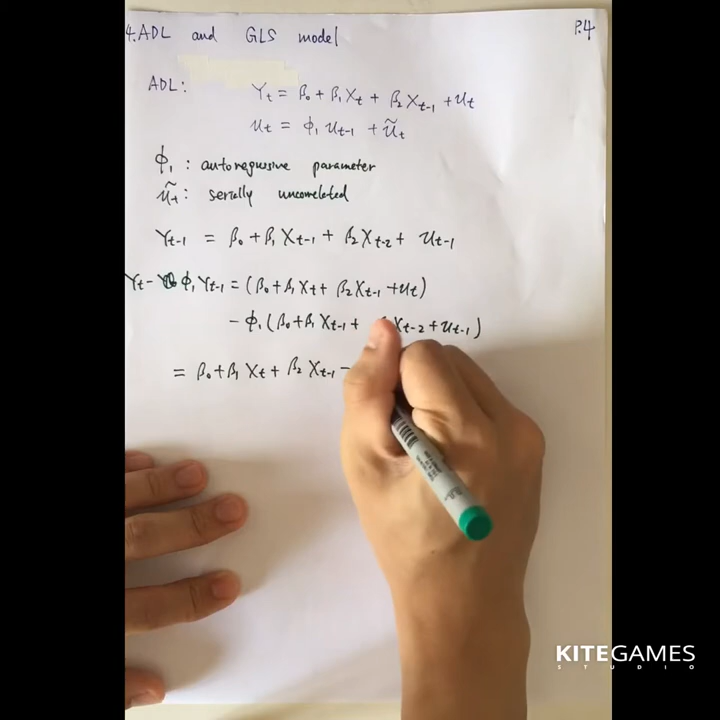 4. ADL and GLS model
P.4
ADL: Yt = β₀ + β₁Xt + β₂Xt-1 + ut
ut = ϕ₁ut-1 + ũt
ϕ₁ : autoregressive parameter
ũt : serially uncorrelated
Yt-1 = β₀ + β₁Xt-1 + β₂Xt-2 + ut-1
Yt - ϕ₁Yt-1 = (β₀ + β₁Xt + β₂Xt-1 + ut)
- ϕ₁(β₀ + β₁Xt-1 + Xt-2 + ut-1)
= β₀ + β₁Xt + β₂Xt-1 -
KITEGAMES
STUDIO